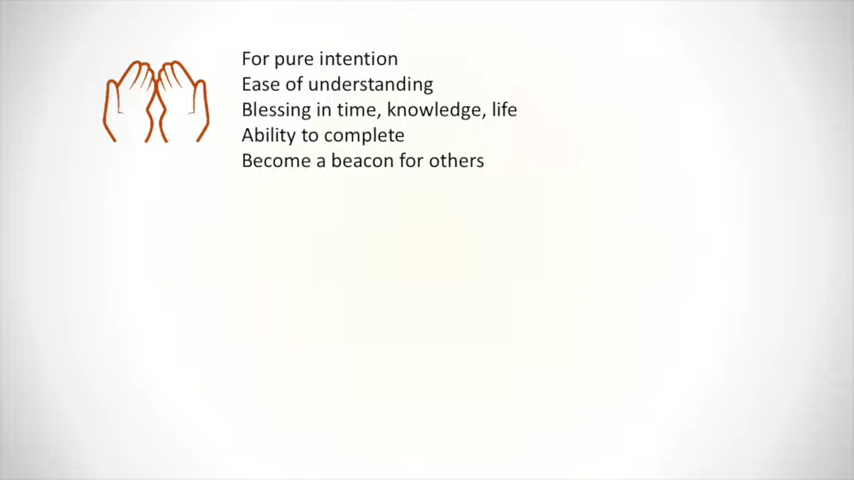 For pure intention
Ease of understanding
Blessing in time, knowledge, life
Ability to complete
Become a beacon for others